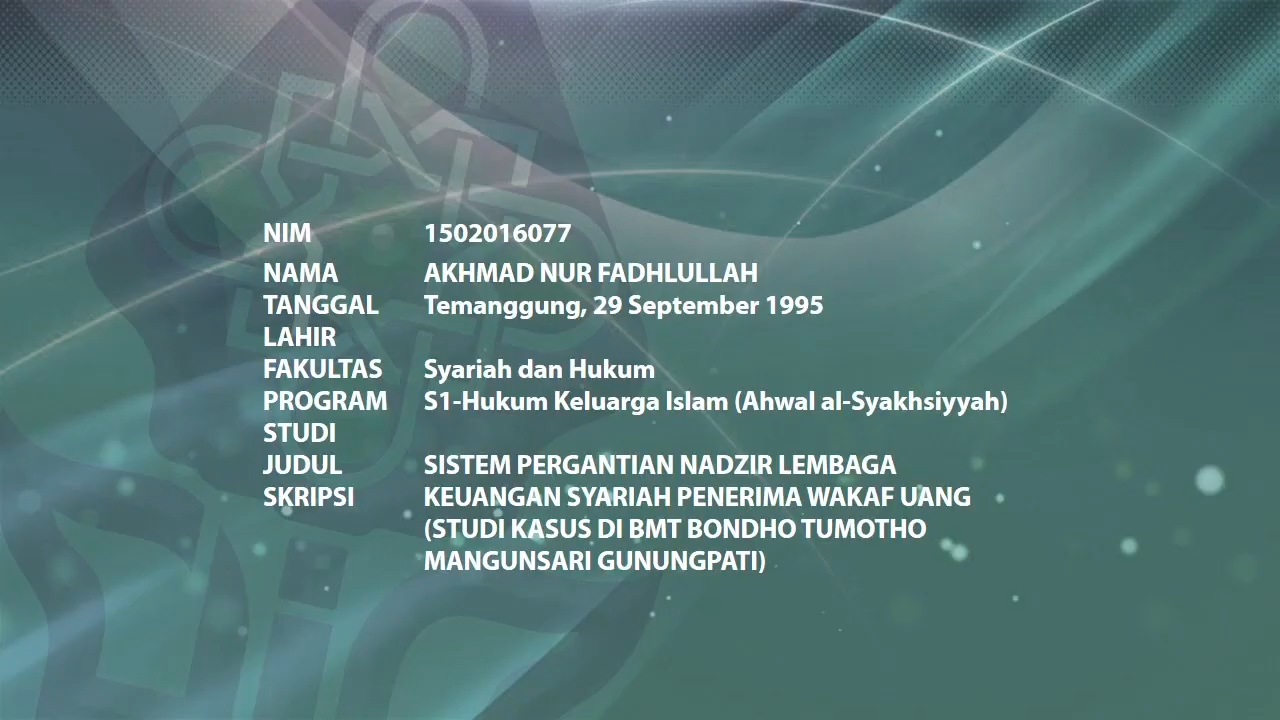 NIM 1502016077
NAMA AKHMAD NUR FADHLULLAH
TANGGAL Temanggung, 29 September 1995
LAHIR
FAKULTAS Syariah dan Hukum
PROGRAM S1-Hukum Keluarga Islam (Ahwal al-Syakhsiyyah)
STUDI
JUDUL SISTEM PERGANTIAN NADZIR LEMBAGA
SKRIPSI KEUANGAN SYARIAH PENERIMA WAKAF UANG
(STUDI KASUS DI BMT BONDHO TUMOTHO
MANGUNSARI GUNUNGPATI)